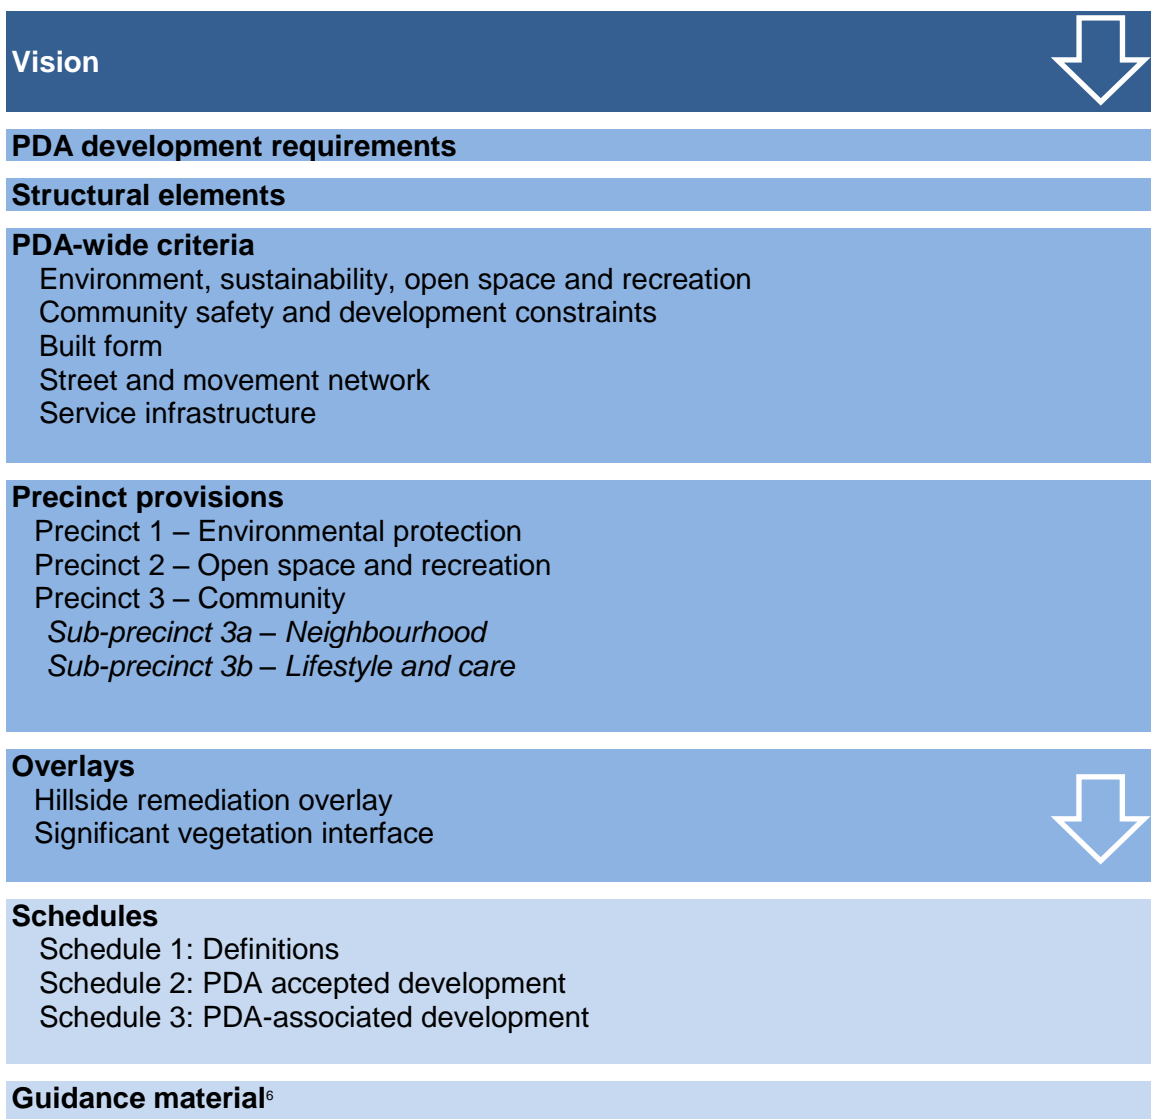 Vision
PDA development requirements
Structural elements
PDA-wide criteria
Environment, sustainability, open space and recreation
Community safety and development constraints
Built form
Street and movement network
Service infrastructure
Precinct provisions
Precinct 1 – Environmental protection
Precinct 2 – Open space and recreation
Precinct 3 – Community
Sub-precinct 3a – Neighbourhood
Sub-precinct 3b – Lifestyle and care
Overlays
Hillside remediation overlay
Significant vegetation interface
Schedules
Schedule 1: Definitions
Schedule 2: PDA accepted development
Schedule 3: PDA-associated development
Guidance material⁶